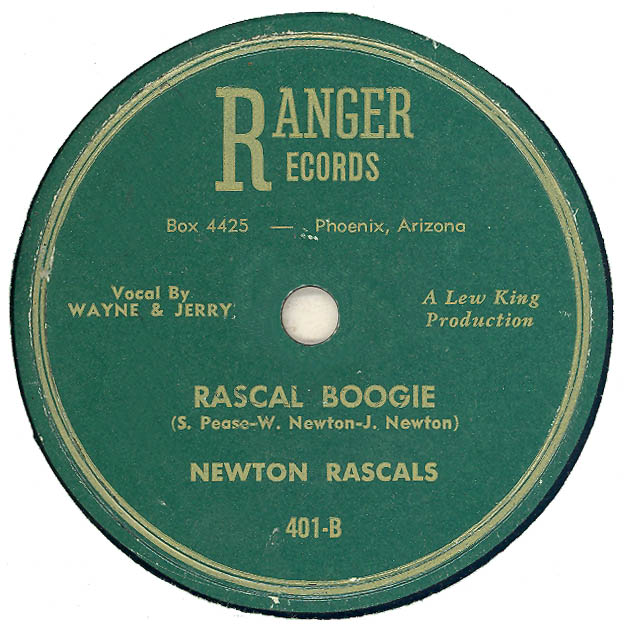 RANGER
RECORDS
Box 4425 — Phoenix, Arizona
Vocal By
WAYNE & JERRY
A Lew King
Production
RASCAL BOOGIE
(S. Pease-W. Newton-J. Newton)
NEWTON RASCALS
401-B